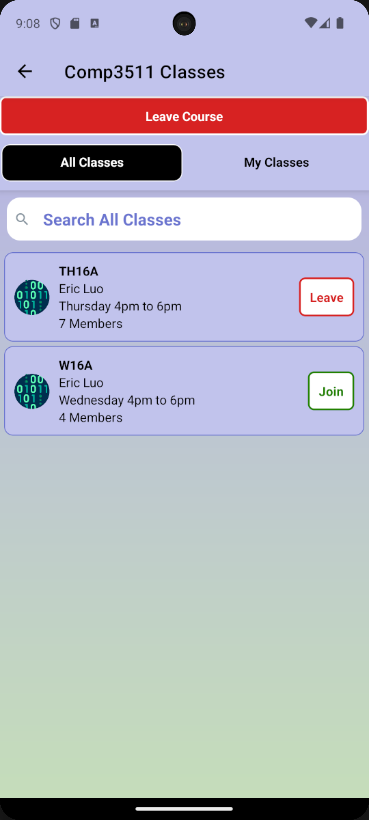 9:08
Comp3511 Classes
Leave Course
All Classes
My Classes
Search All Classes
TH16A
Eric Luo
Thursday 4pm to 6pm
7 Members
Leave
W16A
Eric Luo
Wednesday 4pm to 6pm
4 Members
Join